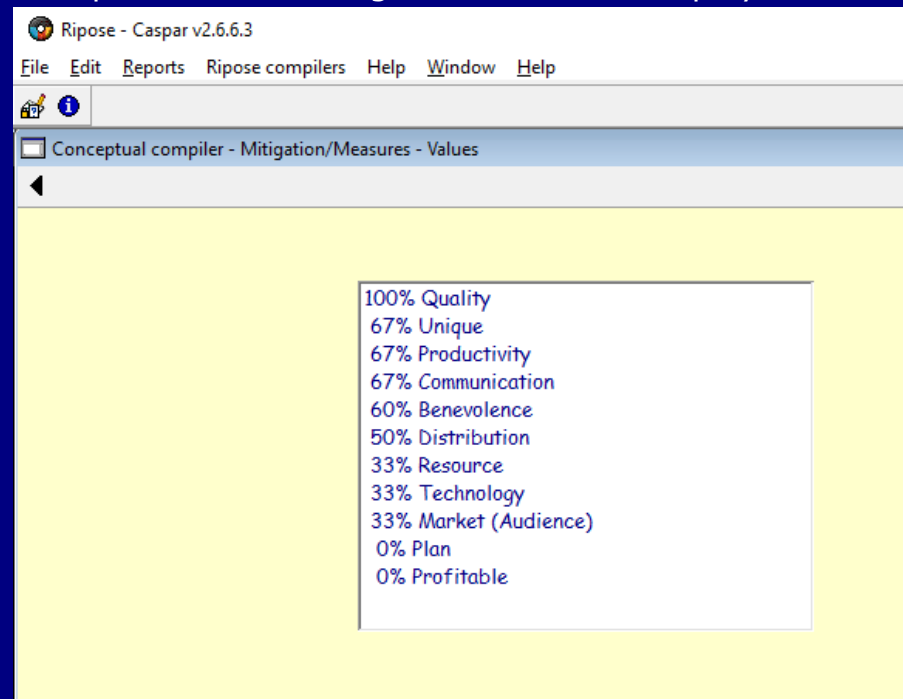 Ripose - Caspar v2.6.6.3
File Edit Reports Ripose compilers Help Window Help
Conceptual compiler - Mitigation/Measures - Values
100% Quality
67% Unique
67% Productivity
67% Communication
60% Benevolence
50% Distribution
33% Resource
33% Technology
33% Market (Audience)
0% Plan
0% Profitable